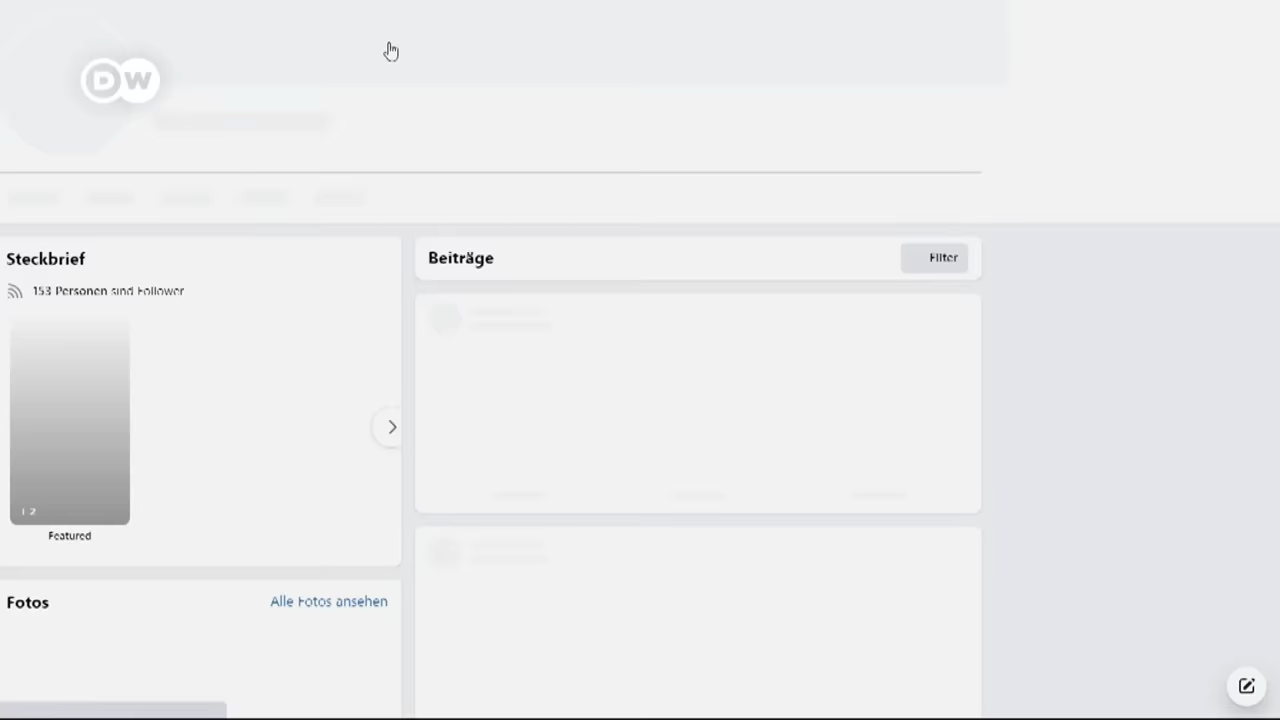 DW
Steckbrief
153 Personen sind Follower
Featured
Fotos
Alle Fotos ansehen
Beiträge
Filter